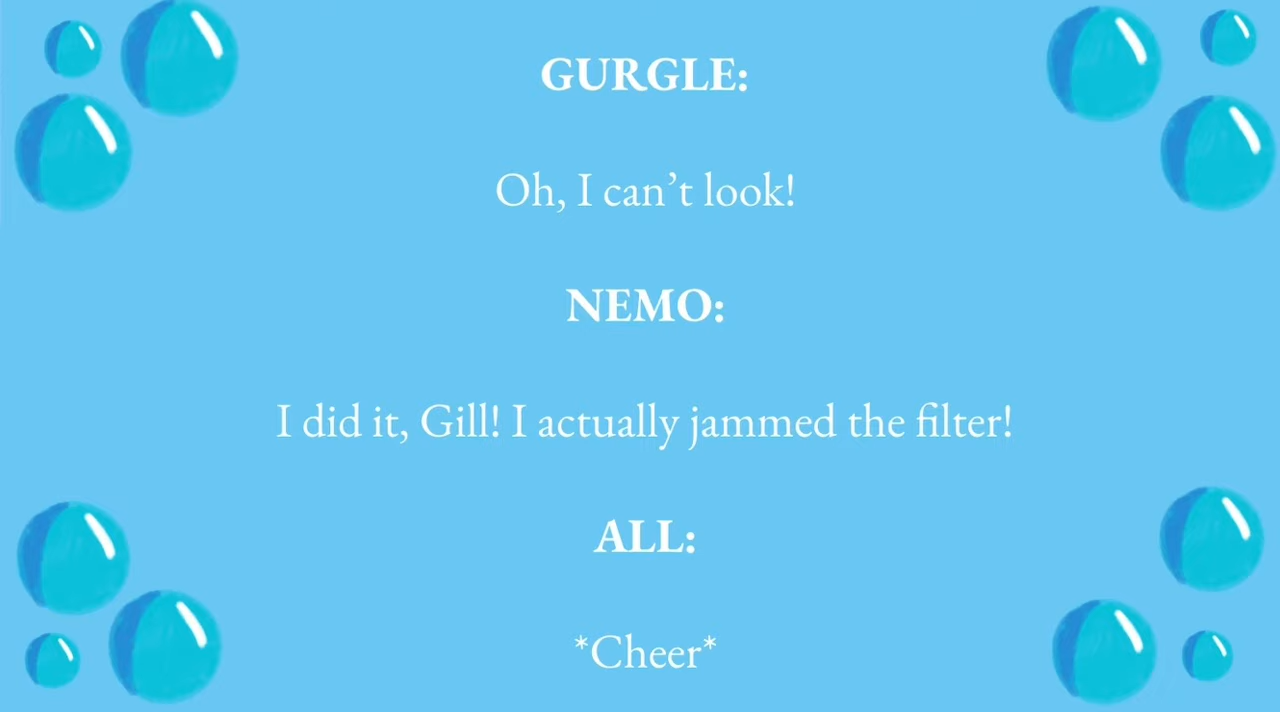 GURGLE:
Oh, I can’t look!
NEMO:
I did it, Gill! I actually jammed the filter!
ALL:
*Cheer*